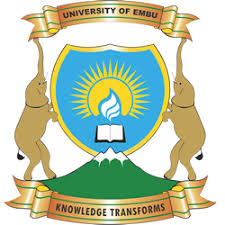 UNIVERSITY OF EMBU
KNOWLEDGE TRANSFORMS